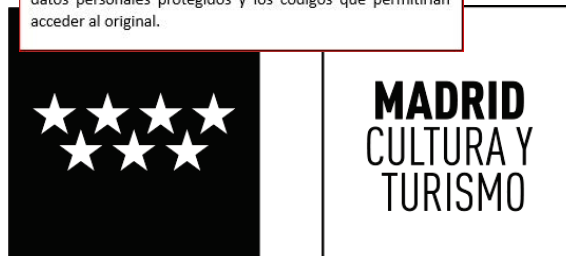 datos personales protegidos y los códigos que permitirían
acceder al original.
MADRID
CULTURA Y
TURISMO